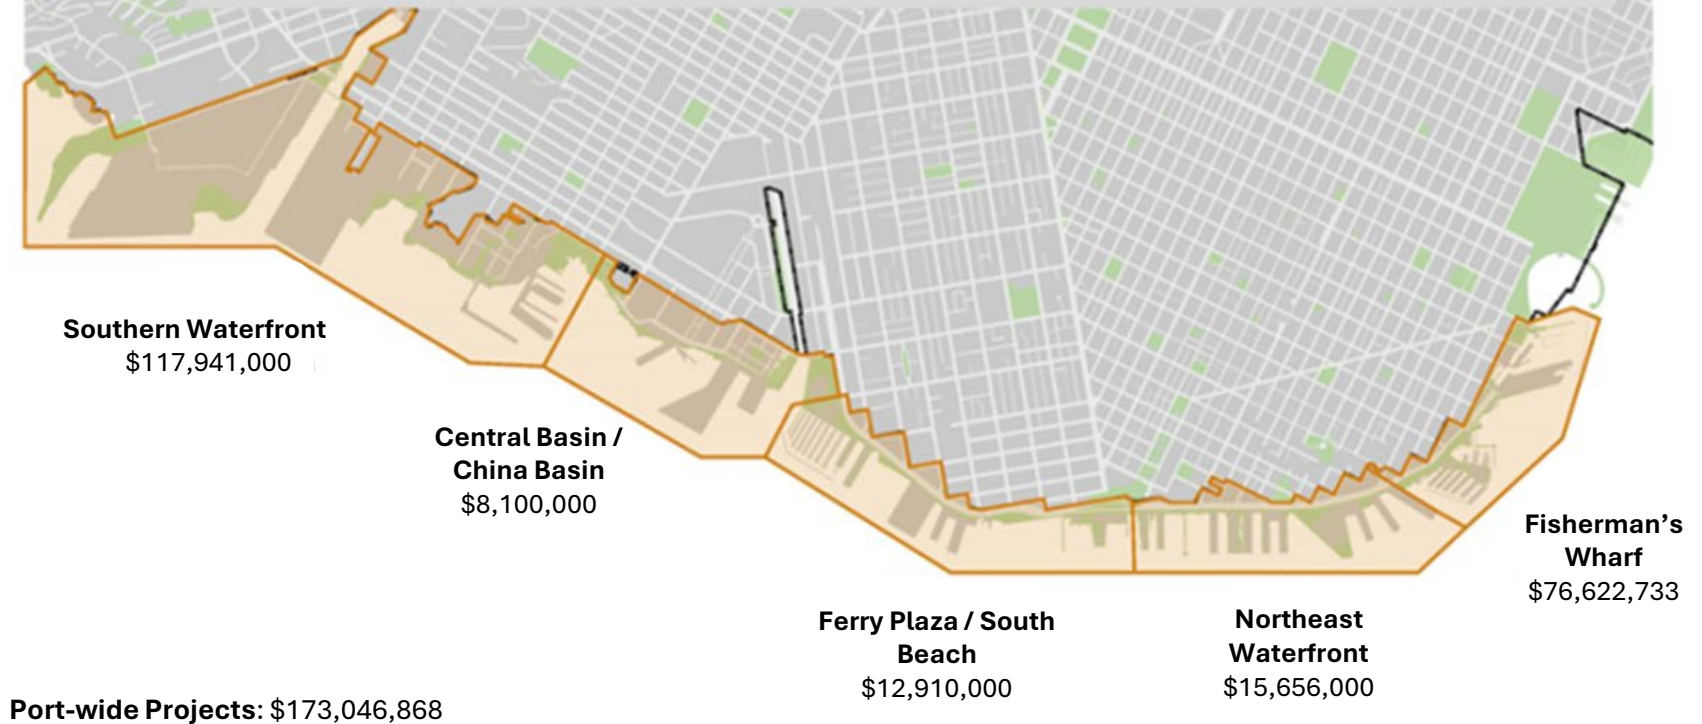 Southern Waterfront
$117,941,000
Central Basin /
China Basin
$8,100,000
Ferry Plaza / South
Beach
$12,910,000
Northeast
Waterfront
$15,656,000
Fisherman’s
Wharf
$76,622,733
Port-wide Projects: $173,046,868